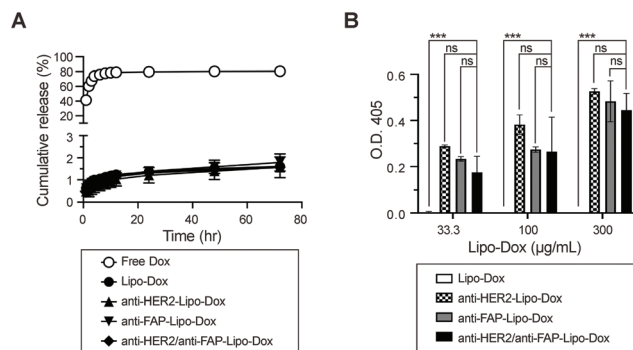 A
Cumulative release (%)
100
80
60
40
20
3
2
1
0
0
20
40
60
80
Time (hr)
Free Dox
Lipo-Dox
anti-HER2-Lipo-Dox
anti-FAP-Lipo-Dox
anti-HER2/anti-FAP-Lipo-Dox
B
O.D. 405
0.6
0.4
0.2
0.0
***
ns
ns
***
ns
ns
***
ns
ns
33.3
100
300
Lipo-Dox (μg/mL)
Lipo-Dox
anti-HER2-Lipo-Dox
anti-FAP-Lipo-Dox
anti-HER2/anti-FAP-Lipo-Dox